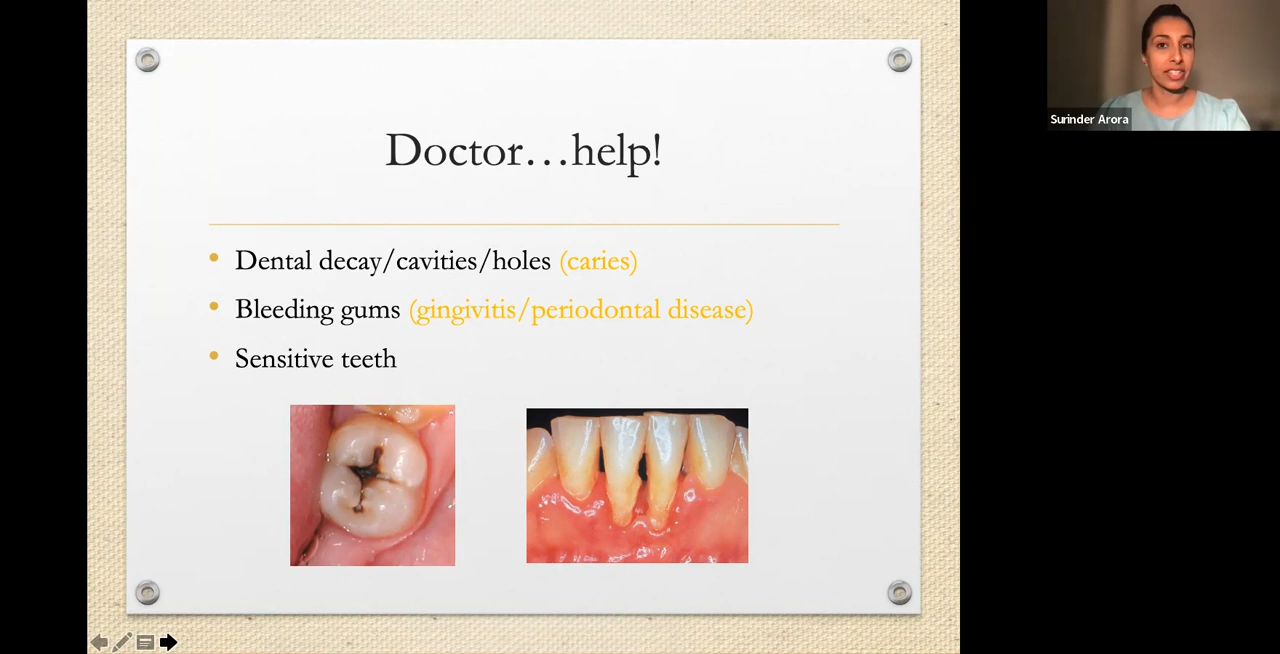 Doctor…help!
Dental decay/cavities/holes (caries)
Bleeding gums (gingivitis/periodontal disease)
Sensitive teeth
Surinder Arora